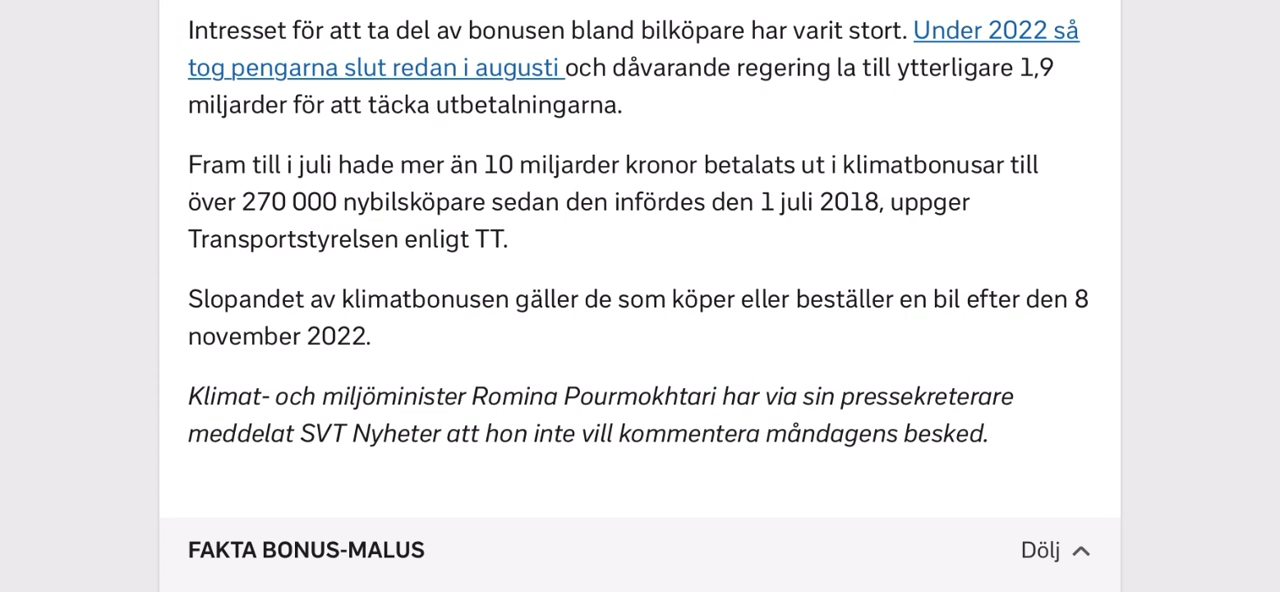 Intresset för att ta del av bonusen bland bilköpare har varit stort. Under 2022 så
tog pengarna slut redan i augusti och dåvarande regering la till ytterligare 1,9
miljarder för att täcka utbetalningarna.
Fram till i juli hade mer än 10 miljarder kronor betalats ut i klimatbonusar till
över 270 000 nybilsköpare sedan den infördes den 1 juli 2018, uppger
Transportstyrelsen enligt TT.
Slopandet av klimatbonusen gäller de som köper eller beställer en bil efter den 8
november 2022.
Klimat- och miljöminister Romina Pourmokhtari har via sin pressekreterare
meddelat SVT Nyheter att hon inte vill kommentera måndagens besked.
FAKTA BONUS-MALUS Dölj